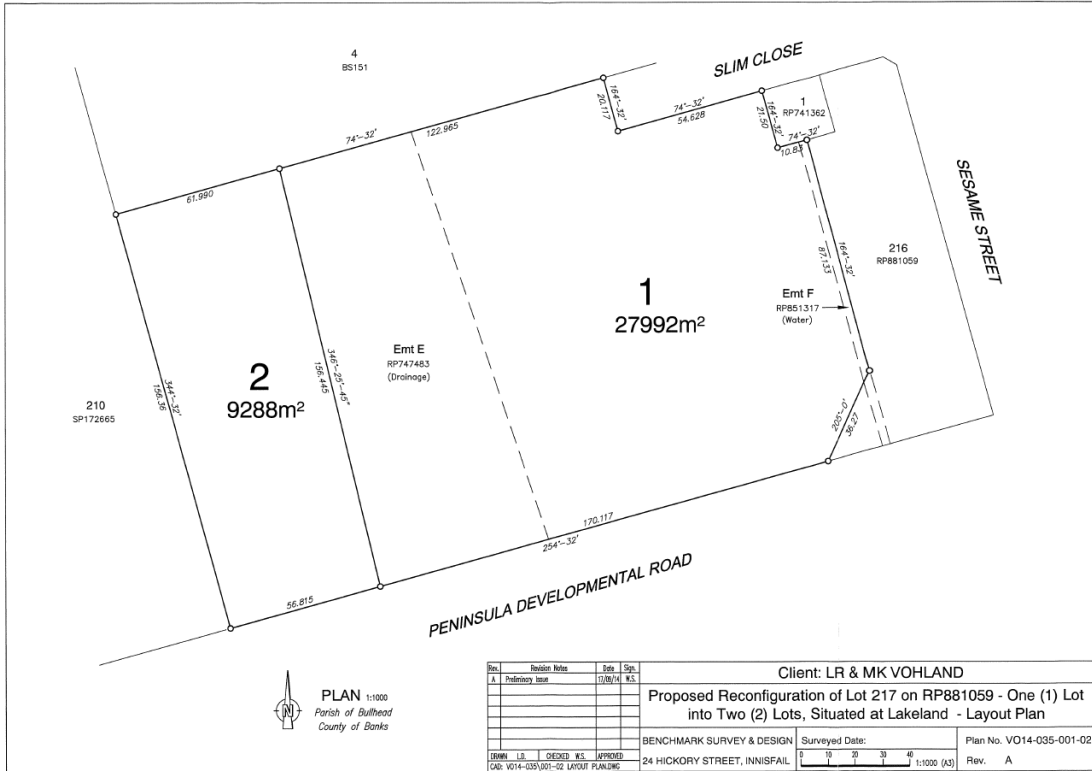 4
BS151
SLIM CLOSE
164°-32'
20.117
74°-32'
54.628
164°-32'
21.50
1
RP741362
74°-32'
10.83
74°-32'
122.965
61.990
SESAME STREET
216
RP881059
164°-32'
87.133
1
27992m²
Emt F
RP851317
(Water)
Emt E
RP747483
(Drainage)
346°-25'-45"
156.445
2
9288m²
344°-32'
156.36
210
SP172665
205°-0'
36.27
170.117
254°-32'
56.815
PENINSULA DEVELOPMENTAL ROAD
N
PLAN 1:1000
Parish of Bullhead
County of Banks
Rev. Revision Notes Date Sign.
A Preliminary Issue 17/09/14 W.S.
DRAWN L.D. CHECKED W.S. APPROVED
CAD: VO14-035\001-02 LAYOUT PLAN.DWG
Client: LR & MK VOHLAND
Proposed Reconfiguration of Lot 217 on RP881059 - One (1) Lot
into Two (2) Lots, Situated at Lakeland - Layout Plan
BENCHMARK SURVEY & DESIGN
24 HICKORY STREET, INNISFAIL
Surveyed Date:
0 10 20 30 40
1:1000 (A3)
Plan No. VO14-035-001-02
Rev. A